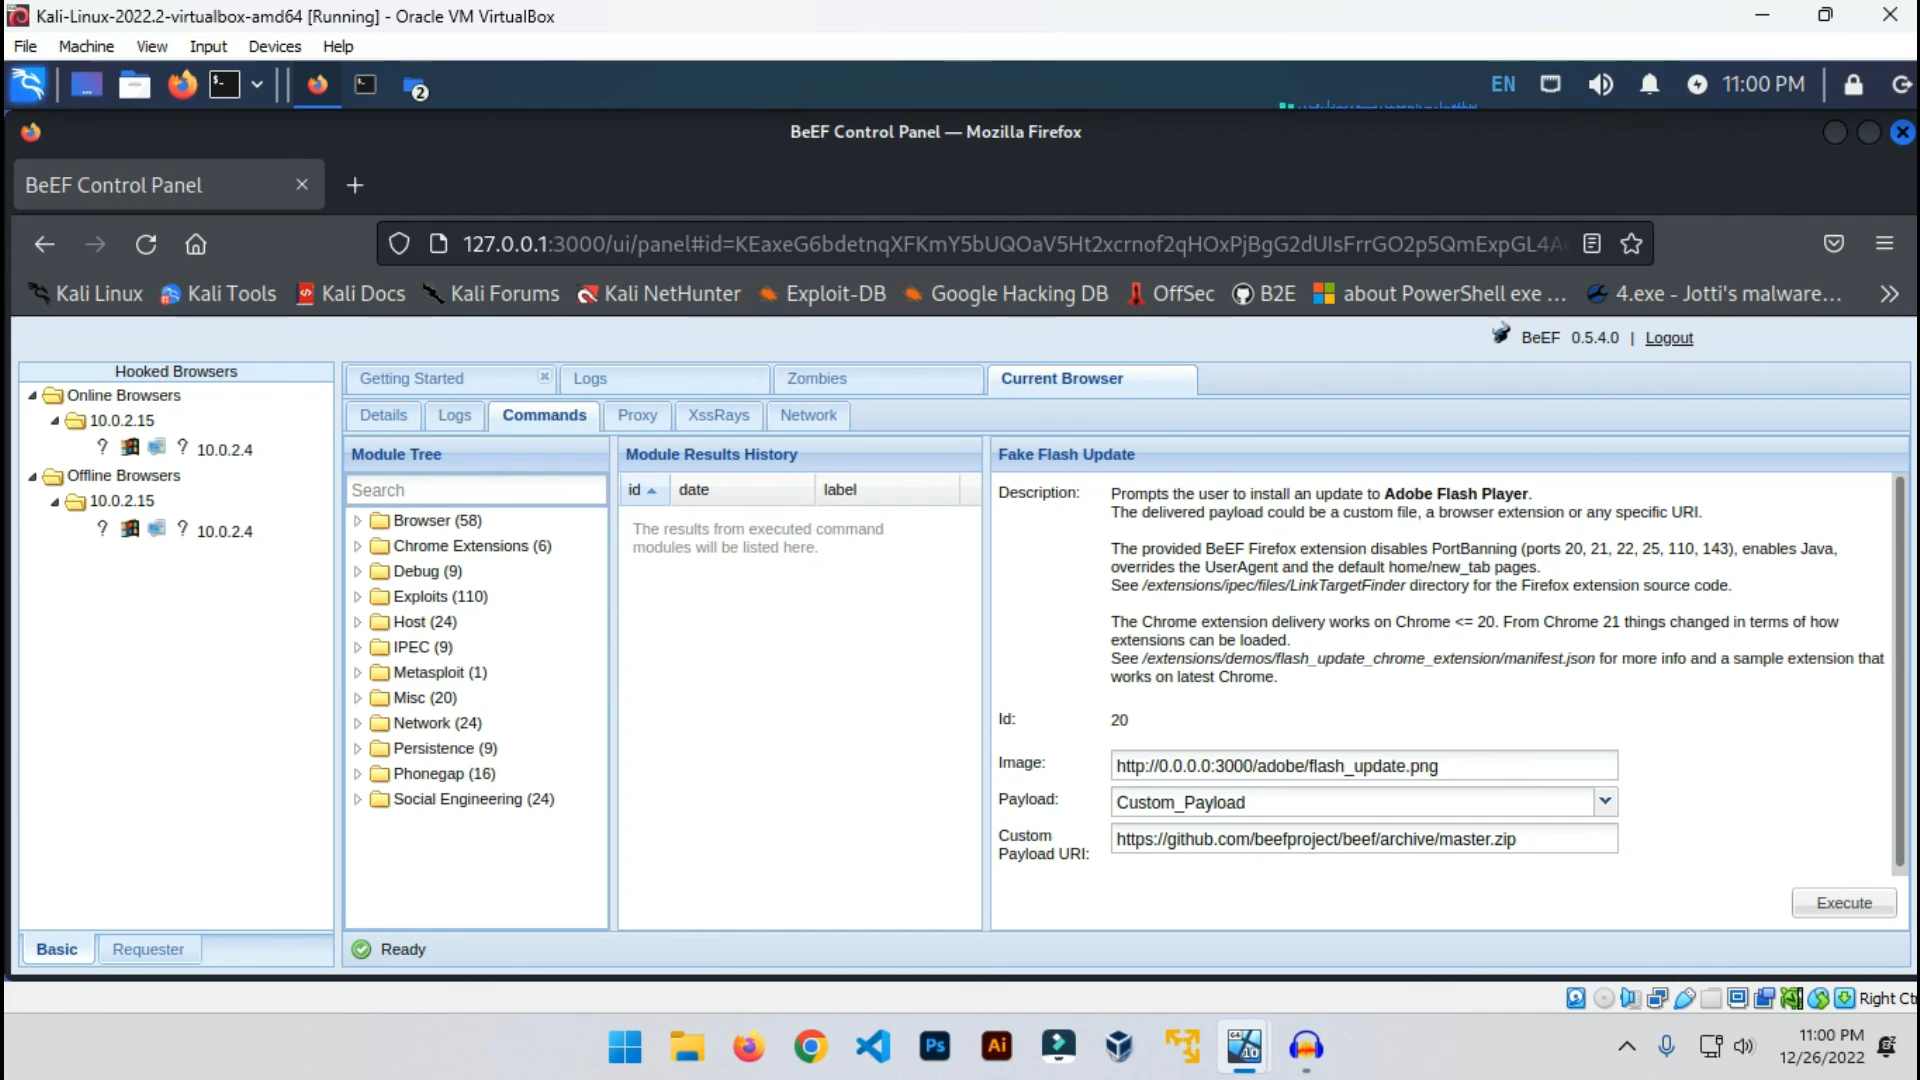 Kali-Linux-2022.2-virtualbox-amd64 [Running] - Oracle VM VirtualBox
File Machine View Input Devices Help
2
EN
11:00 PM
BeEF Control Panel — Mozilla Firefox
BeEF Control Panel
127.0.0.1:3000/ui/panel#id=KEaxeG6bdetnqXFKmY5bUQOaV5Ht2xcrnof2qHOxPjBgG2dUIsFrrGO2p5QmExpGL4A
Kali Linux Kali Tools Kali Docs Kali Forums Kali NetHunter Exploit-DB Google Hacking DB OffSec B2E about PowerShell exe ... 4.exe - Jotti's malware...
BeEF 0.5.4.0 | Logout
Hooked Browsers
Online Browsers
10.0.2.15
? ? 10.0.2.4
Offline Browsers
10.0.2.15
? ? 10.0.2.4
Basic Requester
Getting Started Logs Zombies Current Browser
Details Logs Commands Proxy XssRays Network
Module Tree
Search
Browser (58)
Chrome Extensions (6)
Debug (9)
Exploits (110)
Host (24)
IPEC (9)
Metasploit (1)
Misc (20)
Network (24)
Persistence (9)
Phonegap (16)
Social Engineering (24)
Module Results History
id date label
The results from executed command
modules will be listed here.
Fake Flash Update
Description: Prompts the user to install an update to Adobe Flash Player.
The delivered payload could be a custom file, a browser extension or any specific URI.
The provided BeEF Firefox extension disables PortBanning (ports 20, 21, 22, 25, 110, 143), enables Java,
overrides the UserAgent and the default home/new_tab pages.
See /extensions/ipec/files/LinkTargetFinder directory for the Firefox extension source code.
The Chrome extension delivery works on Chrome <= 20. From Chrome 21 things changed in terms of how
extensions can be loaded.
See /extensions/demos/flash_update_chrome_extension/manifest.json for more info and a sample extension that
works on latest Chrome.
Id: 20
Image: http://0.0.0.0:3000/adobe/flash_update.png
Payload: Custom_Payload
Custom
Payload URI: https://github.com/beefproject/beef/archive/master.zip
Execute
Ready
Right Ct
Ps
Ai
64
10
11:00 PM
12/26/2022